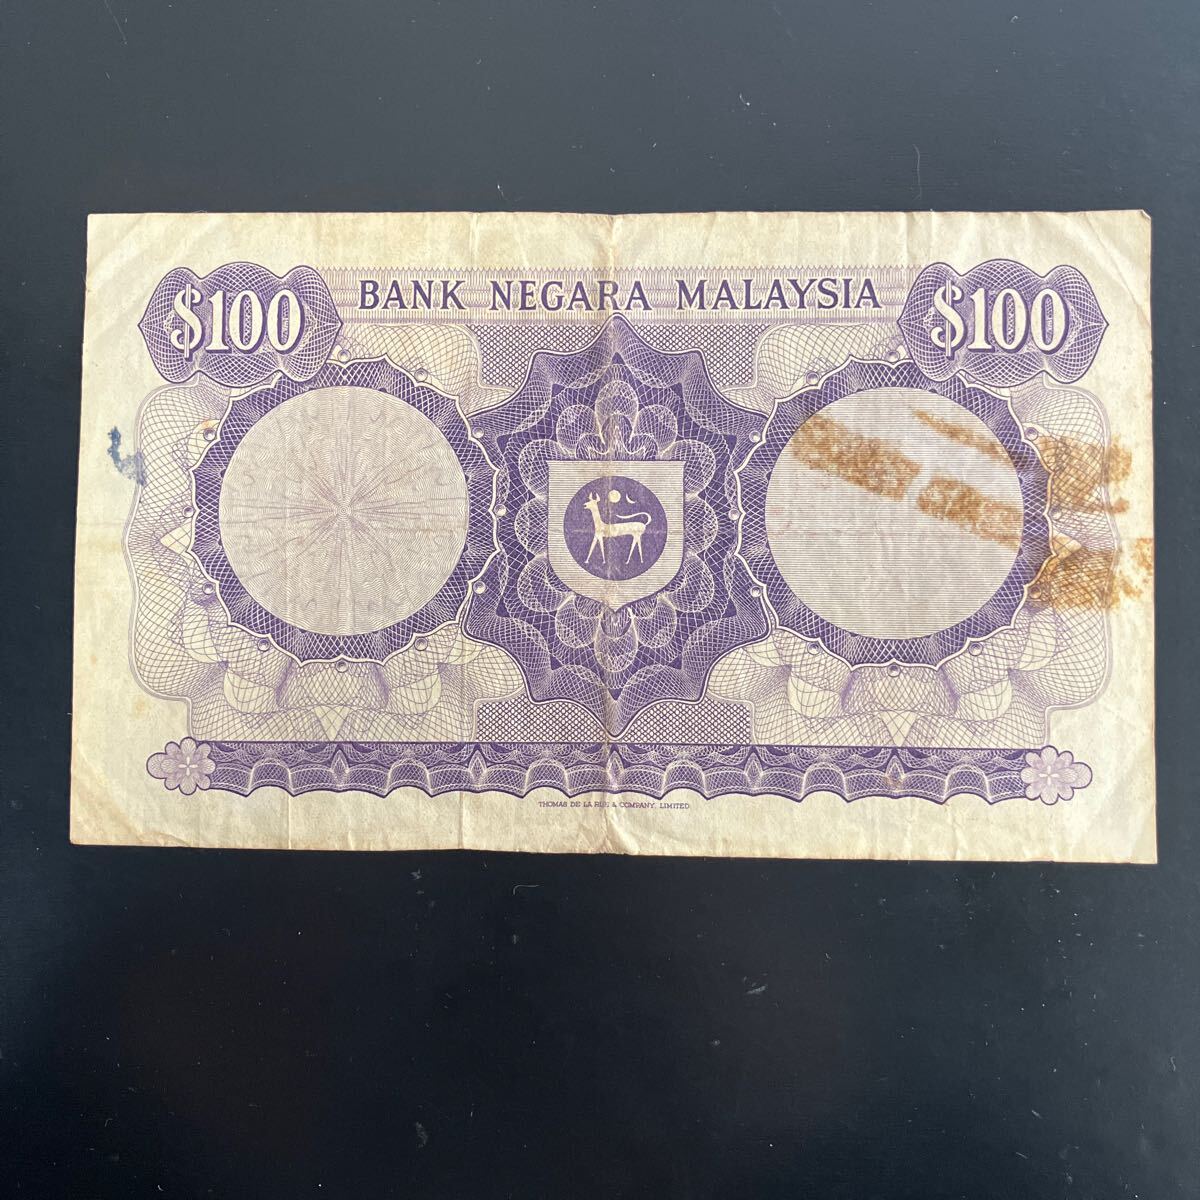 $100 BANK NEGARA MALAYSIA $100
THOMAS DE LA RUE & COMPANY, LIMITED